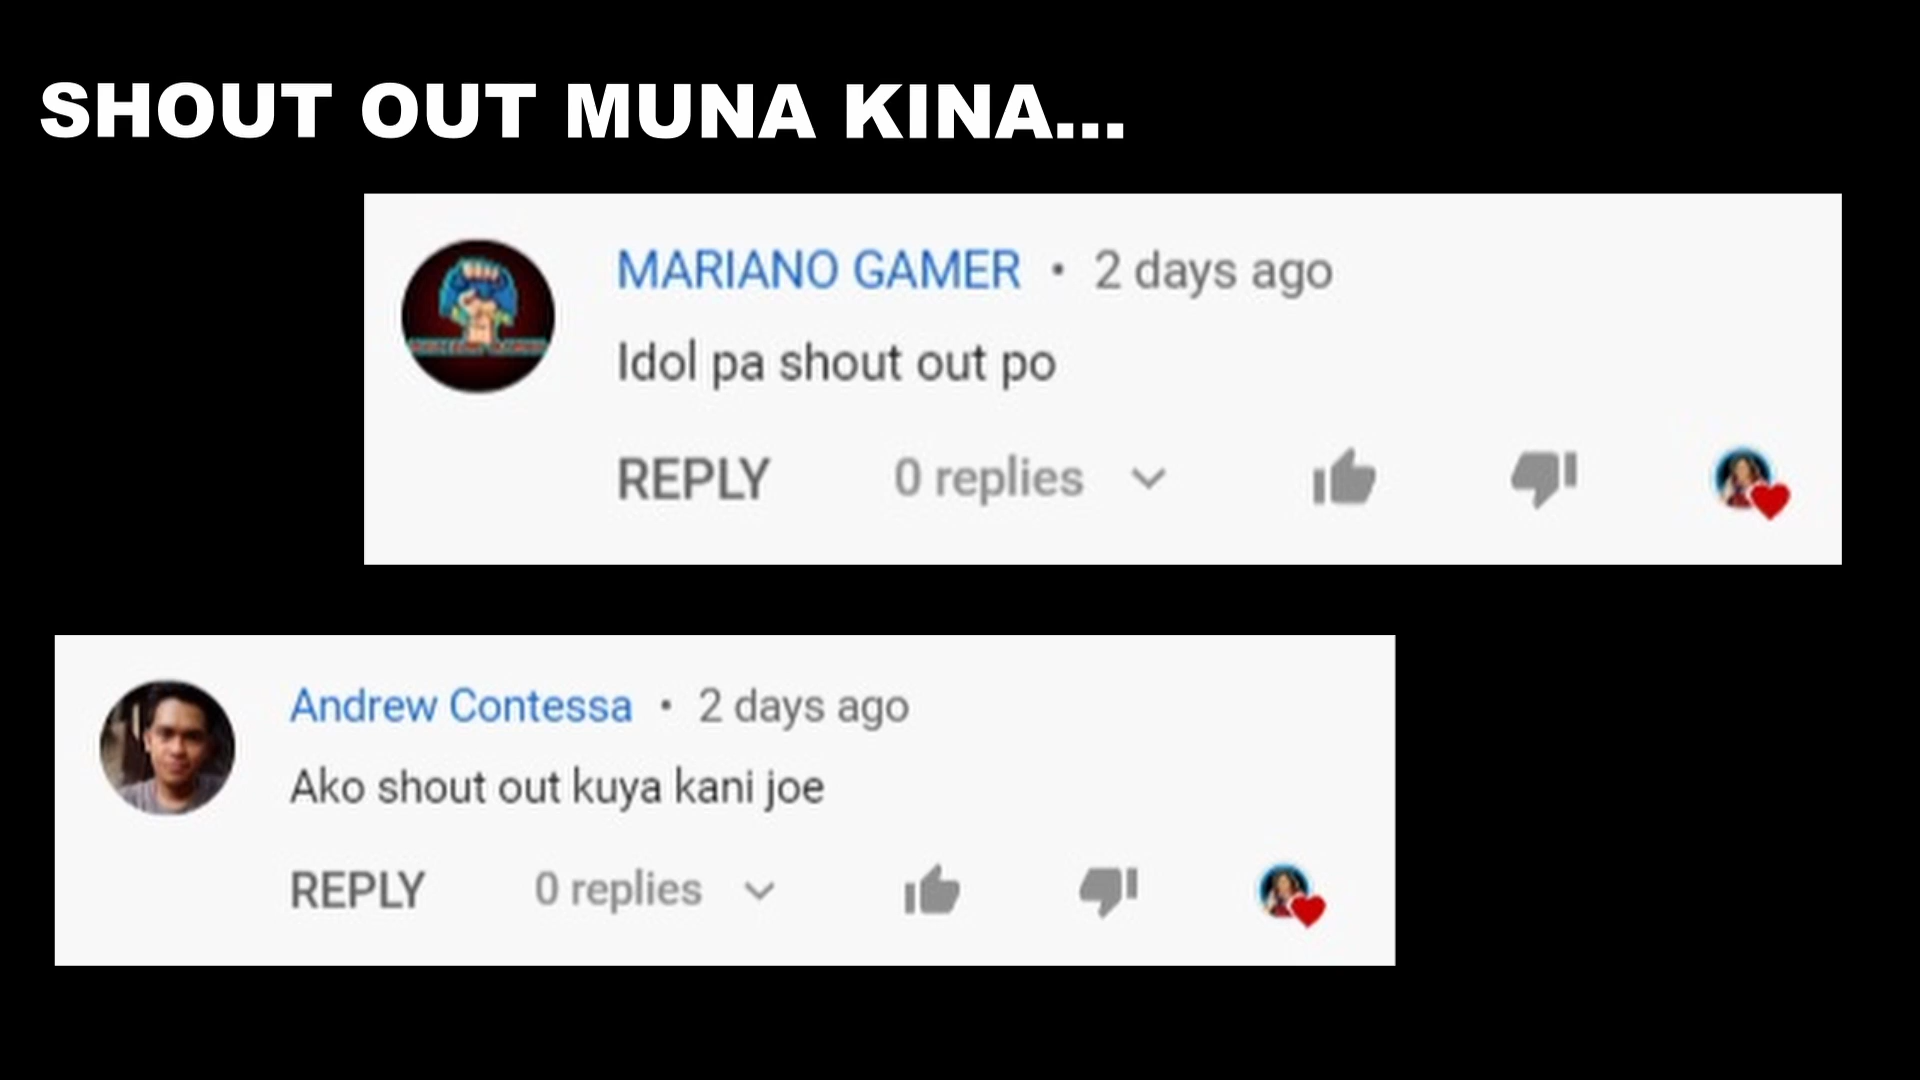 SHOUT OUT MUNA KINA...
MARIANO GAMER • 2 days ago
Idol pa shout out po
REPLY 0 replies
Andrew Contessa • 2 days ago
Ako shout out kuya kani joe
REPLY 0 replies